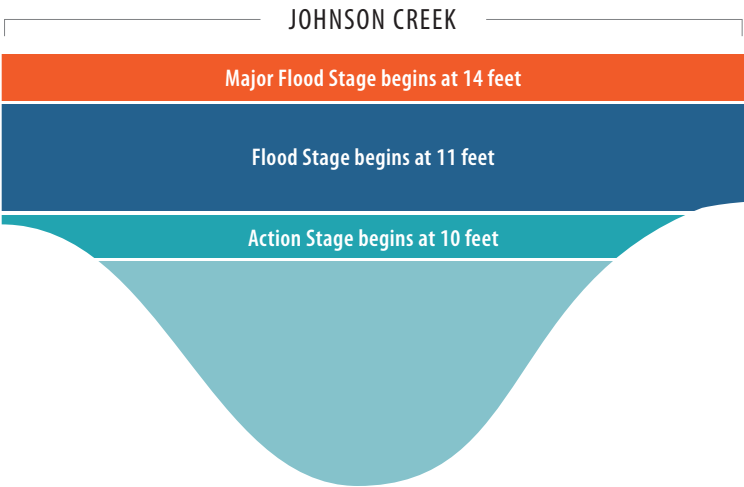 JOHNSON CREEK
Major Flood Stage begins at 14 feet
Flood Stage begins at 11 feet
Action Stage begins at 10 feet